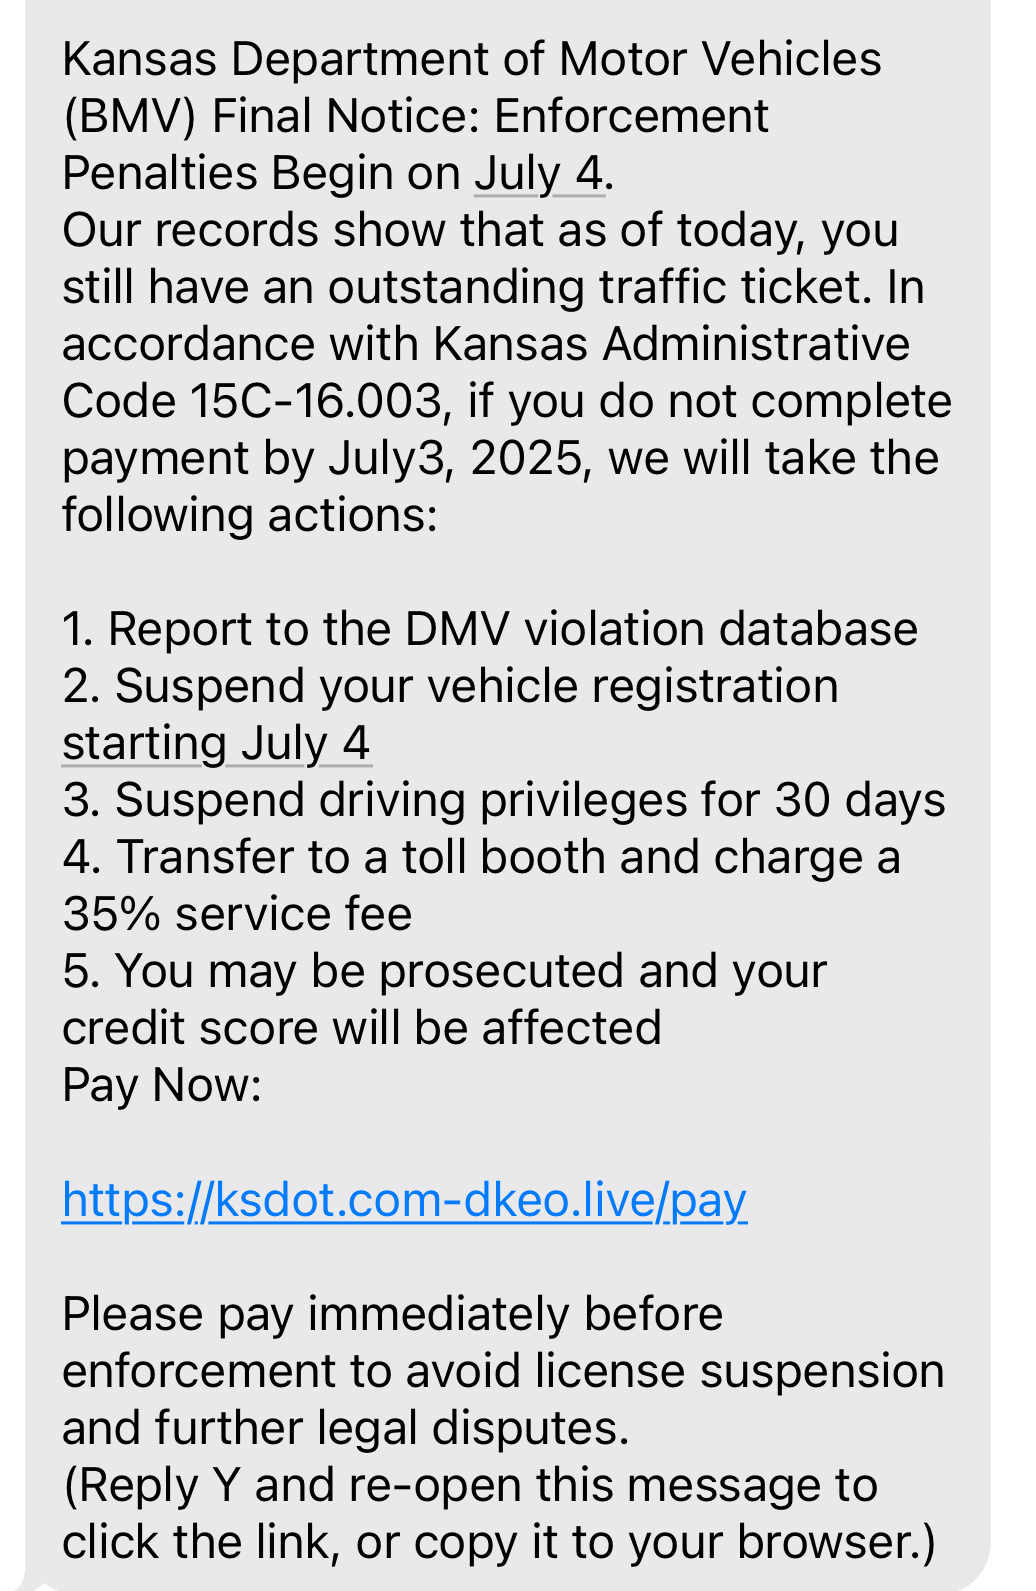 Kansas Department of Motor Vehicles
(BMV) Final Notice: Enforcement
Penalties Begin on July 4.
Our records show that as of today, you
still have an outstanding traffic ticket. In
accordance with Kansas Administrative
Code 15C-16.003, if you do not complete
payment by July3, 2025, we will take the
following actions:

1. Report to the DMV violation database
2. Suspend your vehicle registration
starting July 4
3. Suspend driving privileges for 30 days
4. Transfer to a toll booth and charge a
35% service fee
5. You may be prosecuted and your
credit score will be affected
Pay Now:

https://ksdot.com-dkeo.live/pay

Please pay immediately before
enforcement to avoid license suspension
and further legal disputes.
(Reply Y and re-open this message to
click the link, or copy it to your browser.)